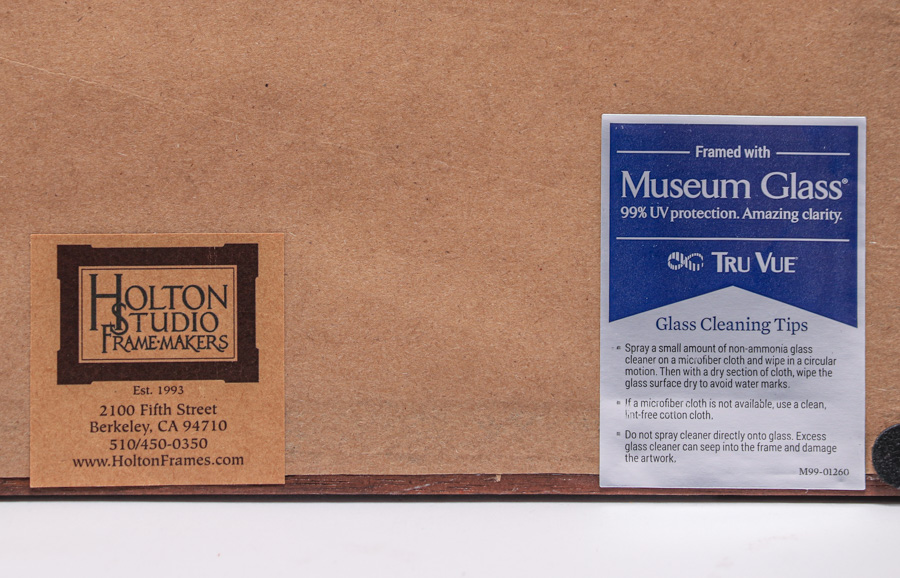 HOLTON
STUDIO
FRAME-MAKERS
Est. 1993
2100 Fifth Street
Berkeley, CA 94710
510/450-0350
www.HoltonFrames.com
Framed with
Museum Glass®
99% UV protection. Amazing clarity.
TRU VUE
Glass Cleaning Tips
Spray a small amount of non-ammonia glass
cleaner on a microfiber cloth and wipe in a circular
motion. Then with a dry section of cloth, wipe the
glass surface dry to avoid water marks.
If a microfiber cloth is not available, use a clean,
lint-free cotton cloth.
Do not spray cleaner directly onto glass. Excess
glass cleaner can seep into the frame and damage
the artwork.
M99-01260